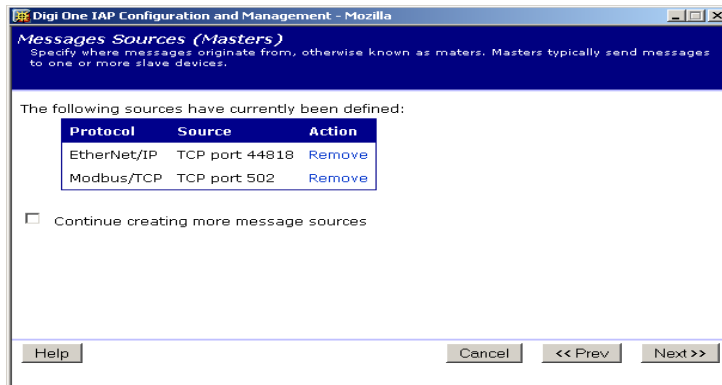 Digi One IAP Configuration and Management - Mozilla
Messages Sources (Masters)
Specify where messages originate from, otherwise known as maters. Masters typically send messages
to one or more slave devices.
The following sources have currently been defined:
Protocol Source Action
EtherNet/IP TCP port 44818 Remove
Modbus/TCP TCP port 502 Remove
Continue creating more message sources
Help Cancel << Prev Next >>